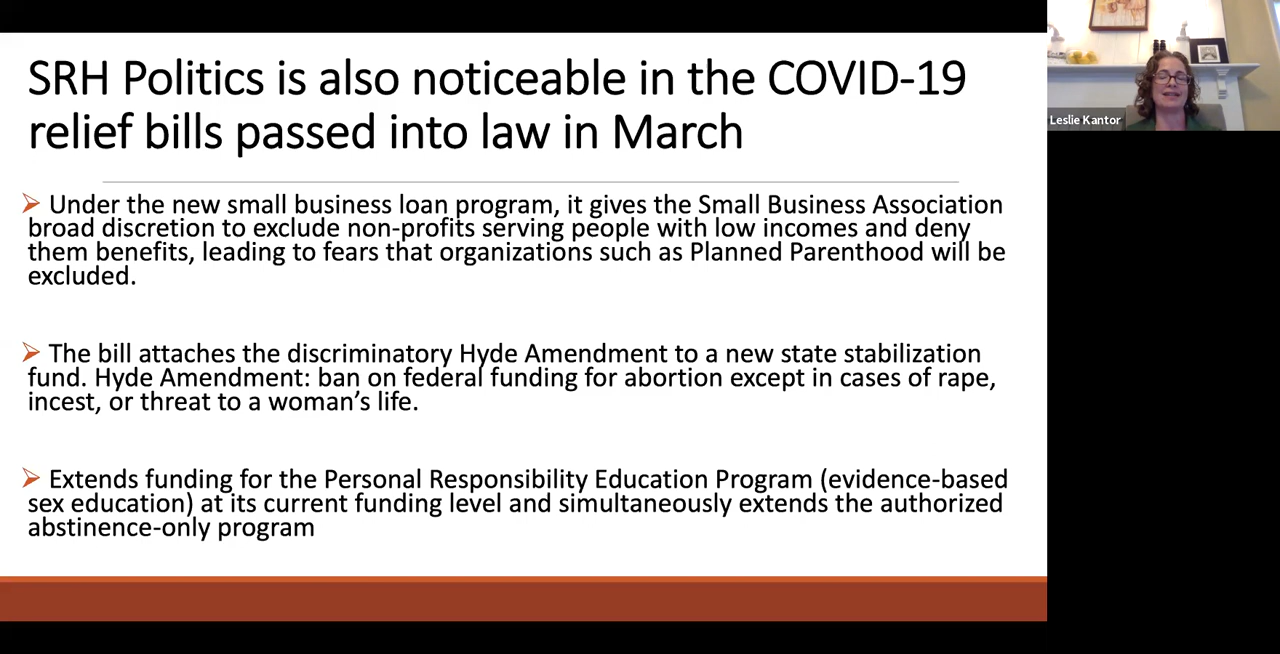 SRH Politics is also noticeable in the COVID-19
relief bills passed into law in March
Under the new small business loan program, it gives the Small Business Association
broad discretion to exclude non-profits serving people with low incomes and deny
them benefits, leading to fears that organizations such as Planned Parenthood will be
excluded.
The bill attaches the discriminatory Hyde Amendment to a new state stabilization
fund. Hyde Amendment: ban on federal funding for abortion except in cases of rape,
incest, or threat to a woman’s life.
Extends funding for the Personal Responsibility Education Program (evidence-based
sex education) at its current funding level and simultaneously extends the authorized
abstinence-only program
Leslie Kantor